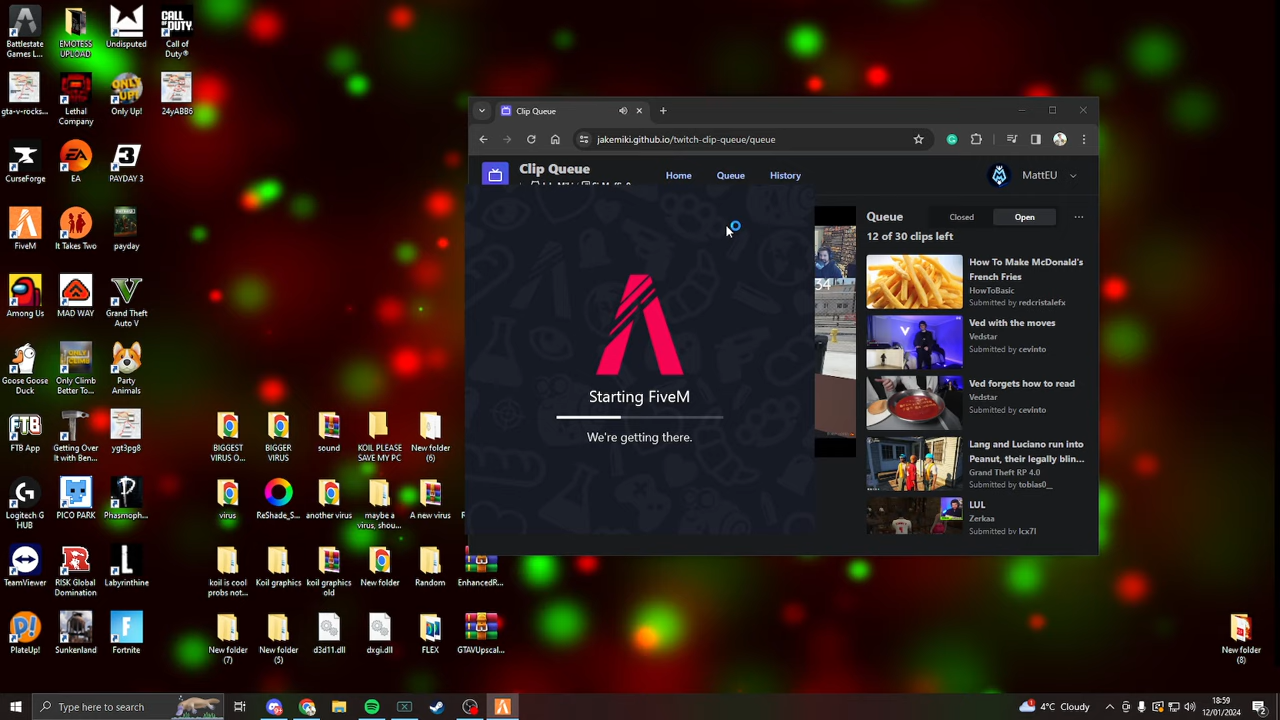 Battlestate
Games L...
EMOTESS
UPLOAD
Undisputed
CALL OF DUTY
Call of
Duty®
gta-v-rocks...
Lethal
Company
ONLY UP!
Only Up!
24yABB6
CurseForge
EA
EA
3
PAYDAY 3
FiveM
It Takes Two
payday
Among Us
MAD WAY
V
Grand Theft
Auto V
Goose Goose
Duck
Only Climb
Better To...
Party
Animals
FTB
FTB App
Getting Over
It with Ben...
ygt3pg8
Logitech G
HUB
PICO PARK
Phasmoph...
TeamViewer
RISK Global
Domination
L
Labyrinthine
P!
PlateUp!
Sunkenland
F
Fortnite
BIGGEST
VIRUS O...
BIGGER
VIRUS
sound
KOIL PLEASE
SAVE MY PC
New folder
(6)
virus
ReShade_S...
another virus
maybe a
virus, shou...
A new virus
koil is cool
probs not...
Koil graphics
koil graphics
old
New folder
Random
EnhancedR...
New folder
(7)
New folder
(5)
d3d11.dll
dxgi.dll
FLEX
GTAVUpscal...
New folder
(8)
Clip Queue
jakemiki.github.io/twitch-clip-queue/queue
Clip Queue
Home
Queue
History
MattEU
Starting FiveM
We're getting there.
Queue
Closed
Open
12 of 30 clips left
How To Make McDonald's
French Fries
HowToBasic
Submitted by redcristalefx
Ved with the moves
Vedstar
Submitted by cevinto
Ved forgets how to read
Vedstar
Submitted by cevinto
Lang and Luciano run into
Peanut, their legally blin...
Grand Theft RP 4.0
Submitted by tobias0__
LUL
Zerkaa
Submitted by lcx7l
Type here to search
4°C Cloudy
18:59
12/01/2024
2